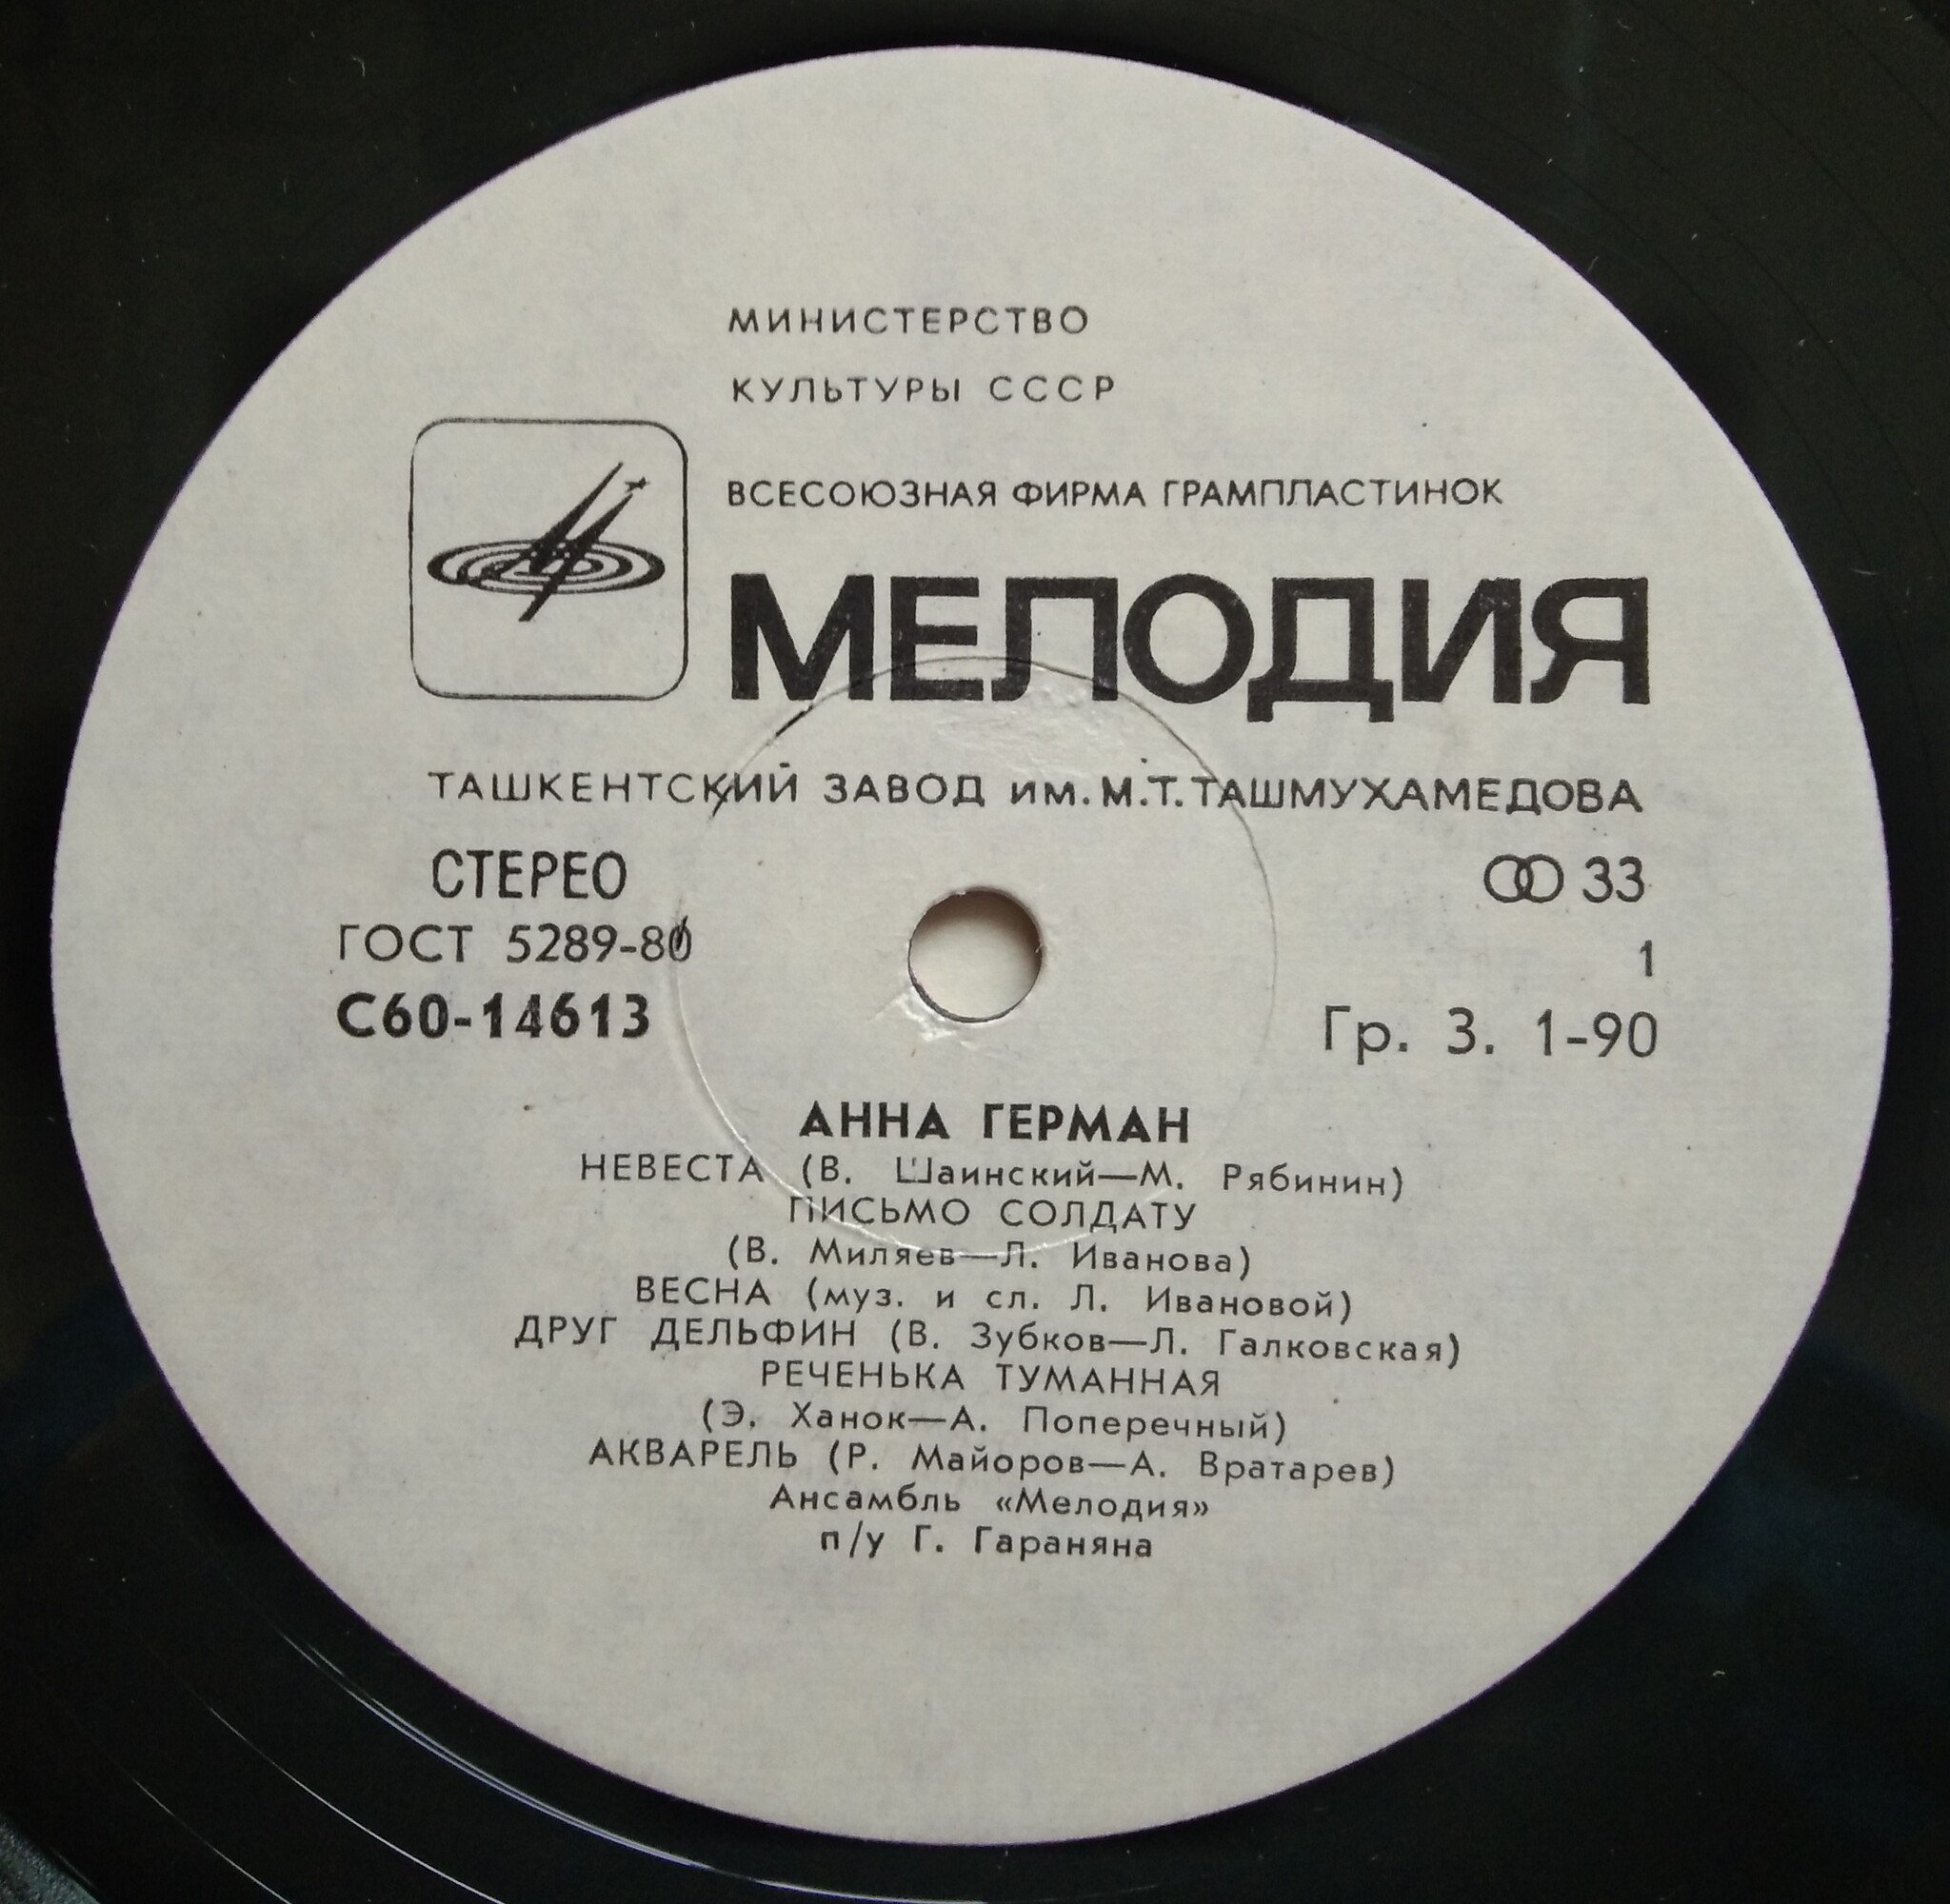 МИНИСТЕРСТВО
КУЛЬТУРЫ СССР
ВСЕСОЮЗНАЯ ФИРМА ГРАМПЛАСТИНОК
МЕЛОДИЯ
ТАШКЕНТСКИЙ ЗАВОД им. М.Т. ТАШМУХАМЕДОВА
СТЕРЕО
33
ГОСТ 5289-80
1
С60-14613
Гр. 3. 1-90
АННА ГЕРМАН
НЕВЕСТА (В. Шаинский—М. Рябинин)
ПИСЬМО СОЛДАТУ
(В. Миляев—Л. Иванова)
ВЕСНА (муз. и сл. Л. Ивановой)
ДРУГ ДЕЛЬФИН (В. Зубков—Л. Галковская)
РЕЧЕНЬКА ТУМАННАЯ
(Э. Ханок—А. Поперечный)
АКВАРЕЛЬ (Р. Майоров—А. Вратарев)
Ансамбль «Мелодия»
п/у Г. Гараняна